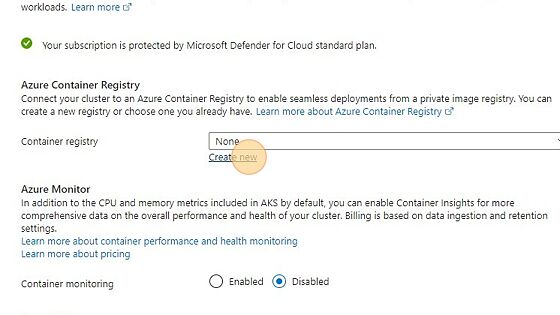 workloads. Learn more
Your subscription is protected by Microsoft Defender for Cloud standard plan.
Azure Container Registry
Connect your cluster to an Azure Container Registry to enable seamless deployments from a private image registry. You can
create a new registry or choose one you already have. Learn more about Azure Container Registry
Container registry
None
Create new
Azure Monitor
In addition to the CPU and memory metrics included in AKS by default, you can enable Container Insights for more
comprehensive data on the overall performance and health of your cluster. Billing is based on data ingestion and retention
settings.
Learn more about container performance and health monitoring
Learn more about pricing
Container monitoring
Enabled
Disabled